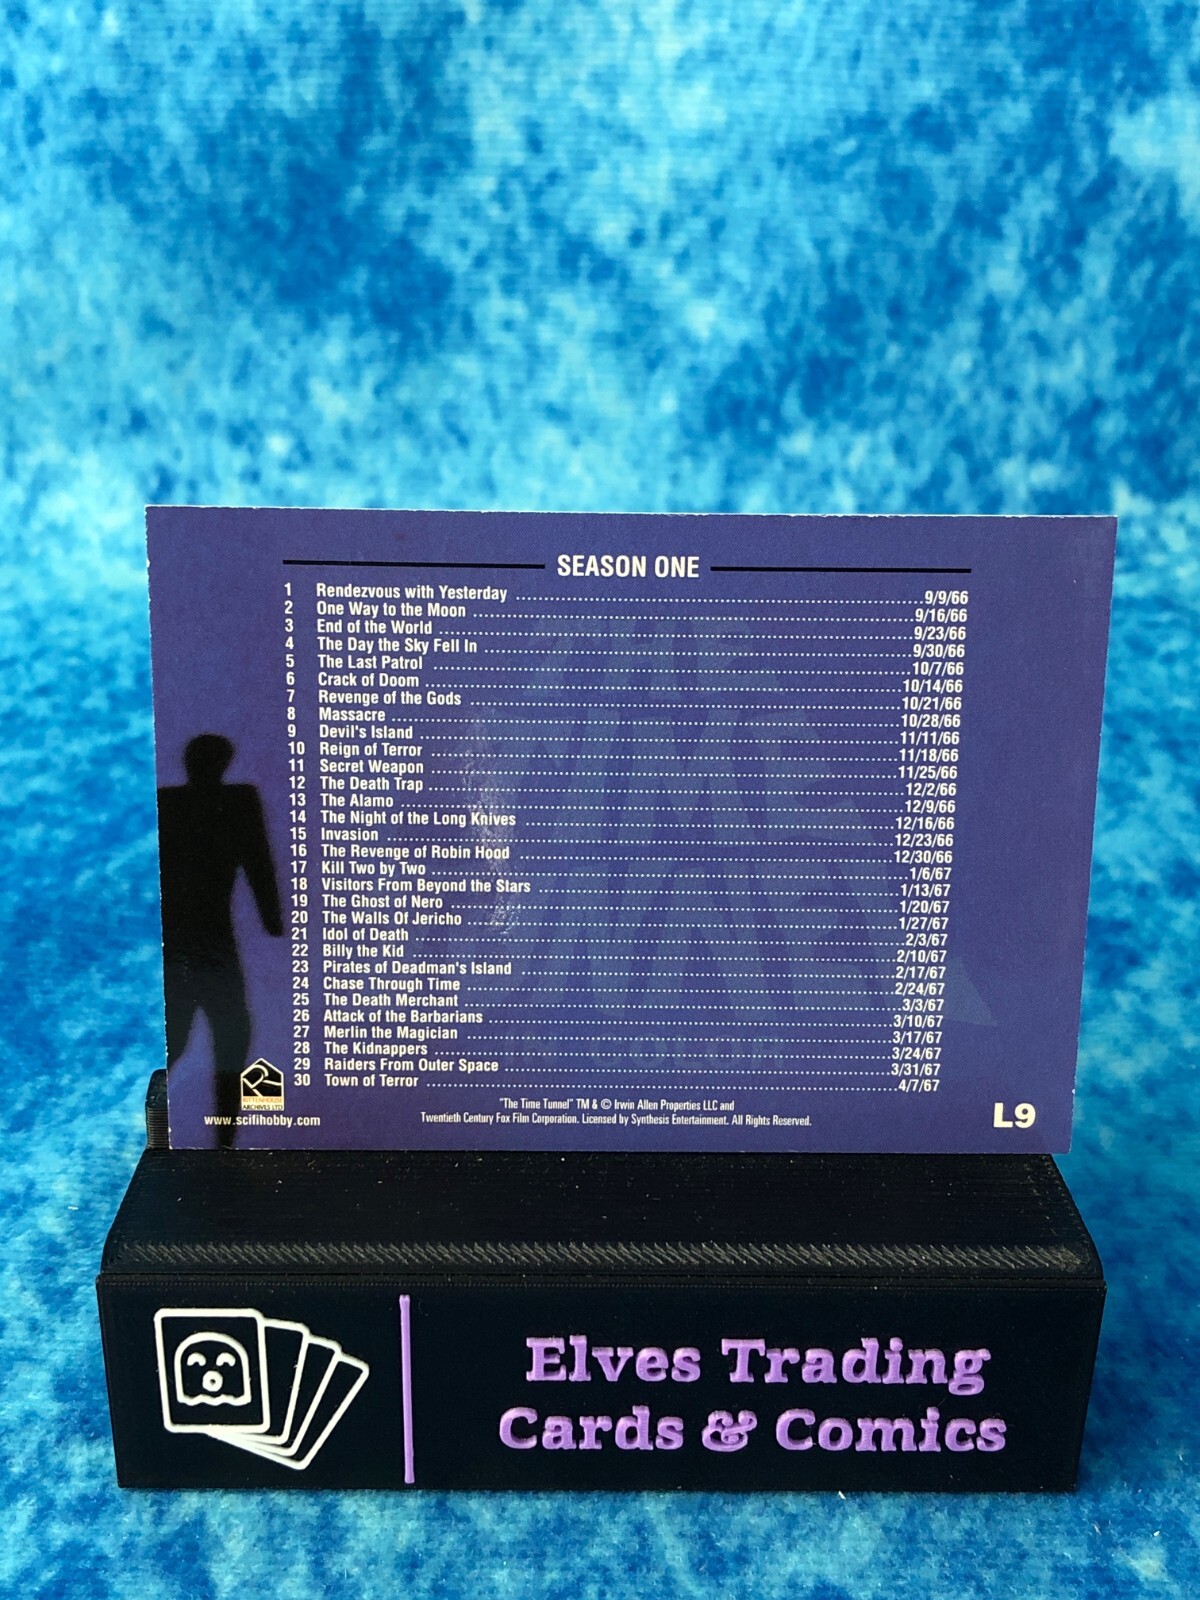 SEASON ONE
1 Rendezvous with Yesterday ........ 9/9/66
2 One Way to the Moon ........ 9/16/66
3 End of the World ........ 9/23/66
4 The Day the Sky Fell In ........ 9/30/66
5 The Last Patrol ........ 10/7/66
6 Crack of Doom ........ 10/14/66
7 Revenge of the Gods ........ 10/21/66
8 Massacre ........ 10/28/66
9 Devil's Island ........ 11/11/66
10 Reign of Terror ........ 11/18/66
11 Secret Weapon ........ 11/25/66
12 The Death Trap ........ 12/2/66
13 The Alamo ........ 12/9/66
14 The Night of the Long Knives ........ 12/16/66
15 Invasion ........ 12/23/66
16 The Revenge of Robin Hood ........ 12/30/66
17 Kill Two by Two ........ 1/6/67
18 Visitors From Beyond the Stars ........ 1/13/67
19 The Ghost of Nero ........ 1/20/67
20 The Walls Of Jericho ........ 1/27/67
21 Idol of Death ........ 2/3/67
22 Billy the Kid ........ 2/10/67
23 Pirates of Deadman's Island ........ 2/17/67
24 Chase Through Time ........ 2/24/67
25 The Death Merchant ........ 3/3/67
26 Attack of the Barbarians ........ 3/10/67
27 Merlin the Magician ........ 3/17/67
28 The Kidnappers ........ 3/24/67
29 Raiders From Outer Space ........ 3/31/67
30 Town of Terror ........ 4/7/67
RITTENHOUSE
ARCHIVES LTD
www.scifihobby.com
"The Time Tunnel" TM & © Irwin Allen Properties LLC and
Twentieth Century Fox Film Corporation. Licensed by Synthesis Entertainment. All Rights Reserved.
L9
Elves Trading
Cards & Comics